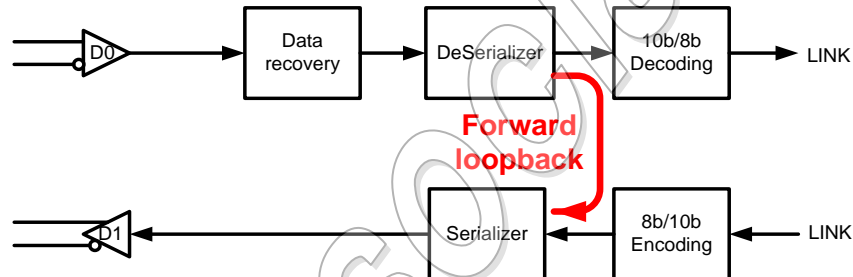 D0
Data
recovery
DeSerializer
10b/8b
Decoding
LINK
Forward
loopback
D1
Serializer
8b/10b
Encoding
LINK